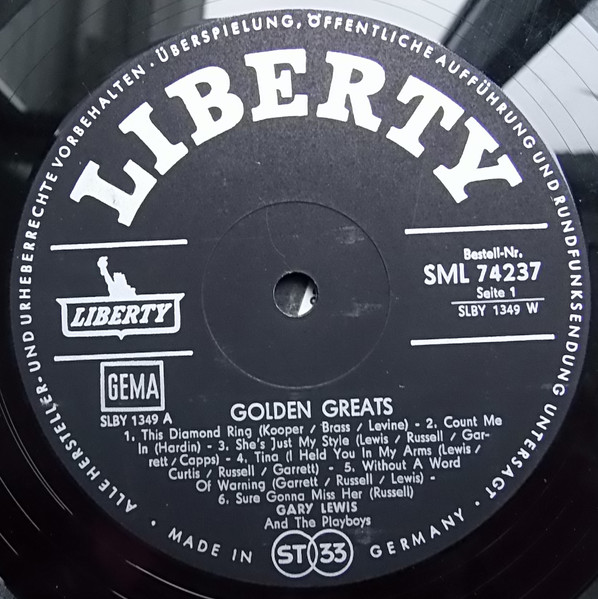 ALLE HERSTELLER- UND URHEBERRECHTE VORBEHALTEN · ÜBERSPIELUNG, ÖFFENTLICHE AUFFÜHRUNG UND RUNDFUNKSENDUNG UNTERSAGT ·
LIBERTY
LIBERTY
Bestell-Nr.
SML 74237
Seite 1
SLBY 1349 W
GEMA
SLBY 1349 A
GOLDEN GREATS
1. This Diamond Ring (Kooper / Brass / Levine) - 2. Count Me
In (Hardin) - 3. She's Just My Style (Lewis / Russell / Gar-
rett / Capps) - 4. Tina (I Held You In My Arms (Lewis /
Curtis / Russell / Garrett) - 5. Without A Word
Of Warning (Garrett / Russell / Lewis) -
6. Sure Gonna Miss Her (Russell)
GARY LEWIS
And The Playboys
· MADE IN ST 33 GERMANY ·